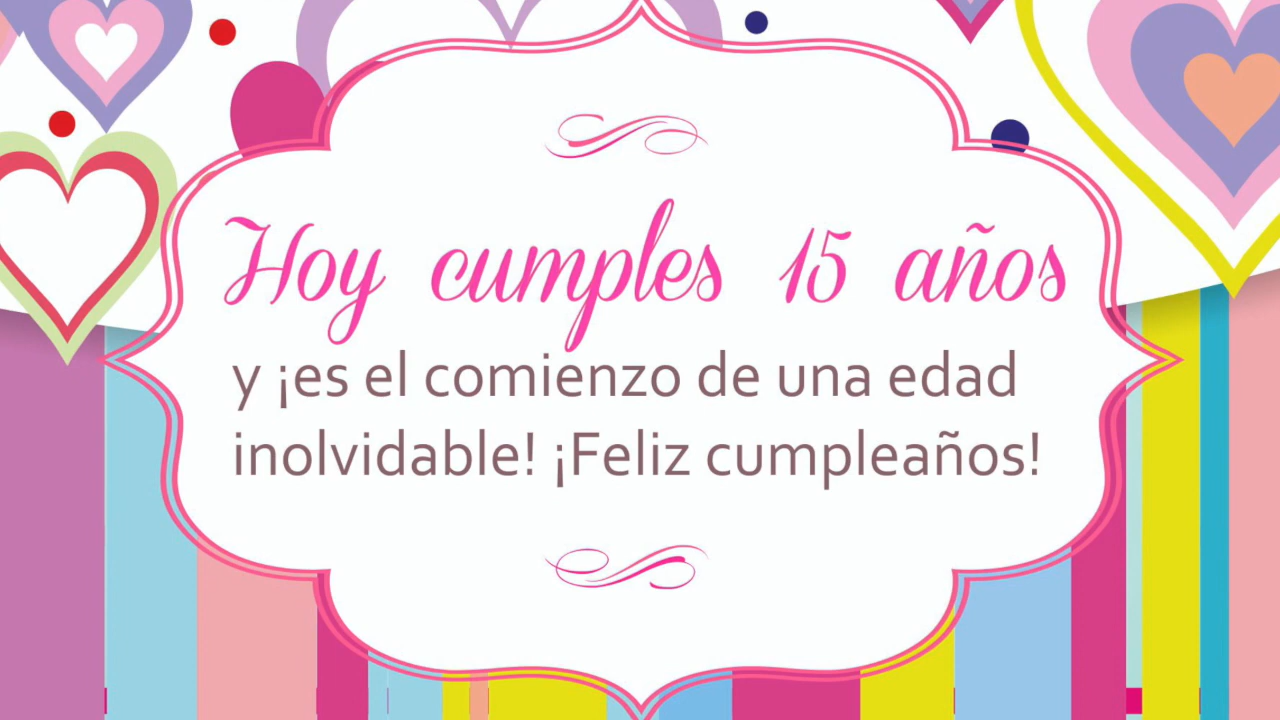 Hoy cumples 15 años
y ¡es el comienzo de una edad
inolvidable! ¡Feliz cumpleaños!